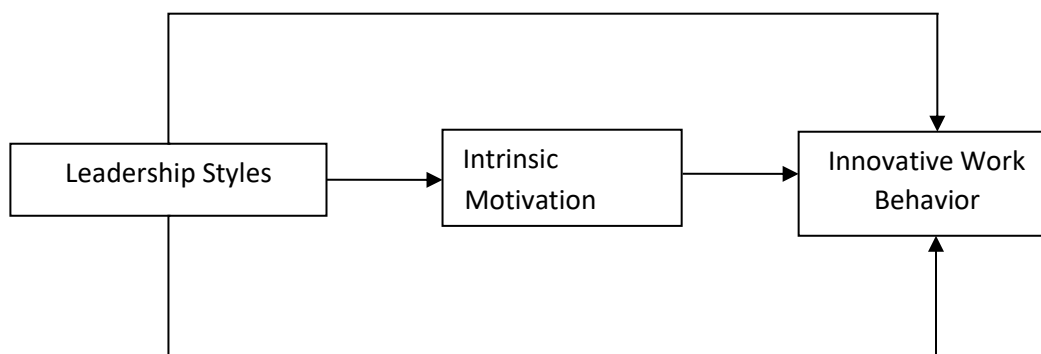 Leadership Styles
Intrinsic
Motivation
Innovative Work
Behavior